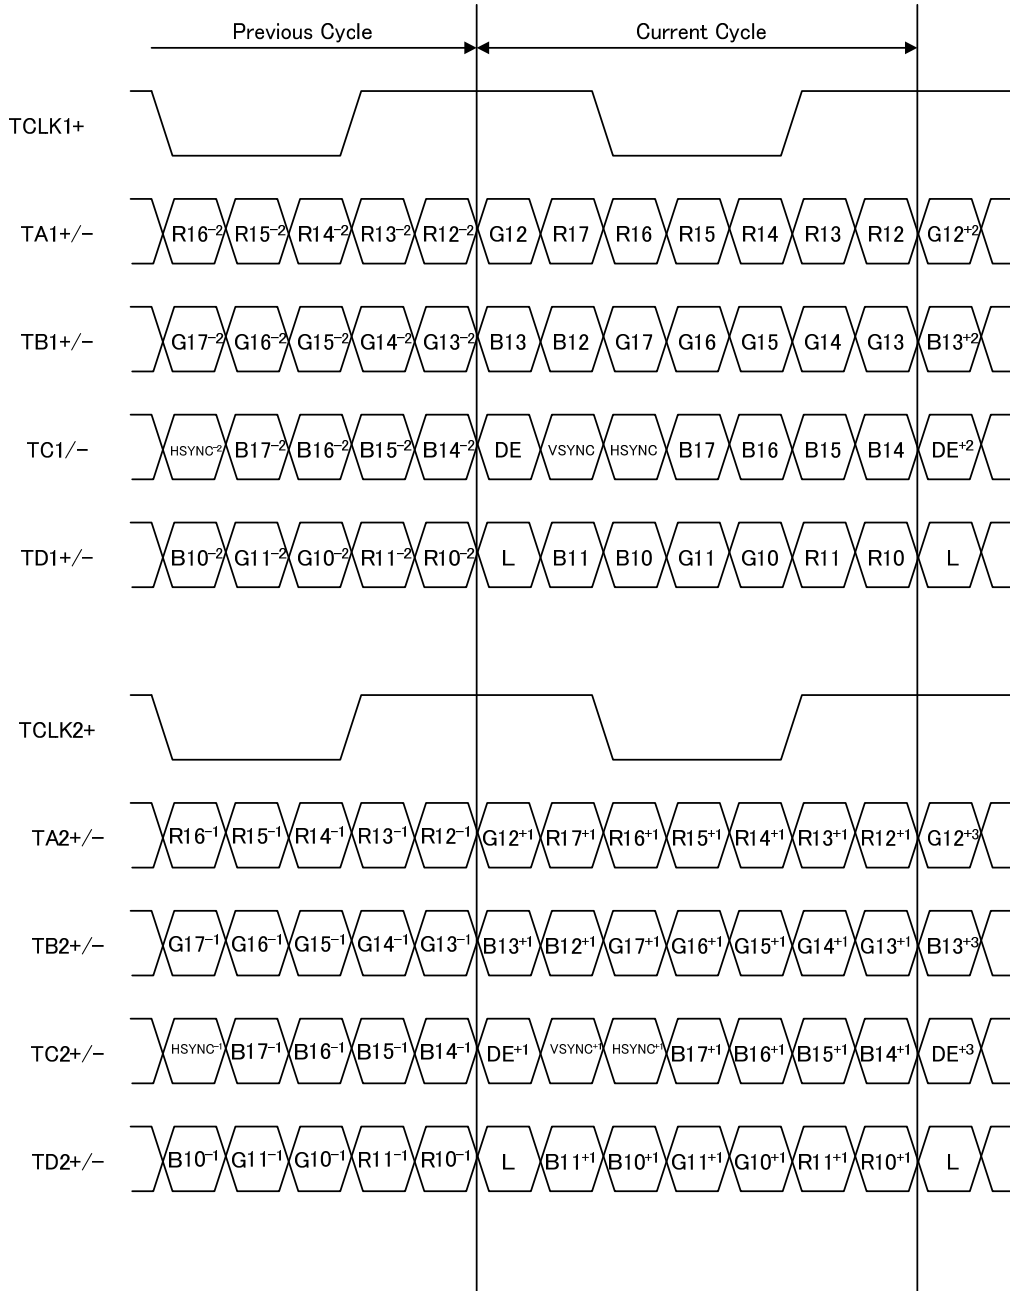 Previous Cycle Current Cycle
TCLK1+
TA1+/- R16⁻² R15⁻² R14⁻² R13⁻² R12⁻² G12 R17 R16 R15 R14 R13 R12 G12⁺²
TB1+/- G17⁻² G16⁻² G15⁻² G14⁻² G13⁻² B13 B12 G17 G16 G15 G14 G13 B13⁺²
TC1/- HSYNC⁻² B17⁻² B16⁻² B15⁻² B14⁻² DE VSYNC HSYNC B17 B16 B15 B14 DE⁺²
TD1+/- B10⁻² G11⁻² G10⁻² R11⁻² R10⁻² L B11 B10 G11 G10 R11 R10 L
TCLK2+
TA2+/- R16⁻¹ R15⁻¹ R14⁻¹ R13⁻¹ R12⁻¹ G12⁺¹ R17⁺¹ R16⁺¹ R15⁺¹ R14⁺¹ R13⁺¹ R12⁺¹ G12⁺³
TB2+/- G17⁻¹ G16⁻¹ G15⁻¹ G14⁻¹ G13⁻¹ B13⁺¹ B12⁺¹ G17⁺¹ G16⁺¹ G15⁺¹ G14⁺¹ G13⁺¹ B13⁺³
TC2+/- HSYNC⁻¹ B17⁻¹ B16⁻¹ B15⁻¹ B14⁻¹ DE⁺¹ VSYNC⁺¹ HSYNC⁺¹ B17⁺¹ B16⁺¹ B15⁺¹ B14⁺¹ DE⁺³
TD2+/- B10⁻¹ G11⁻¹ G10⁻¹ R11⁻¹ R10⁻¹ L B11⁺¹ B10⁺¹ G11⁺¹ G10⁺¹ R11⁺¹ R10⁺¹ L